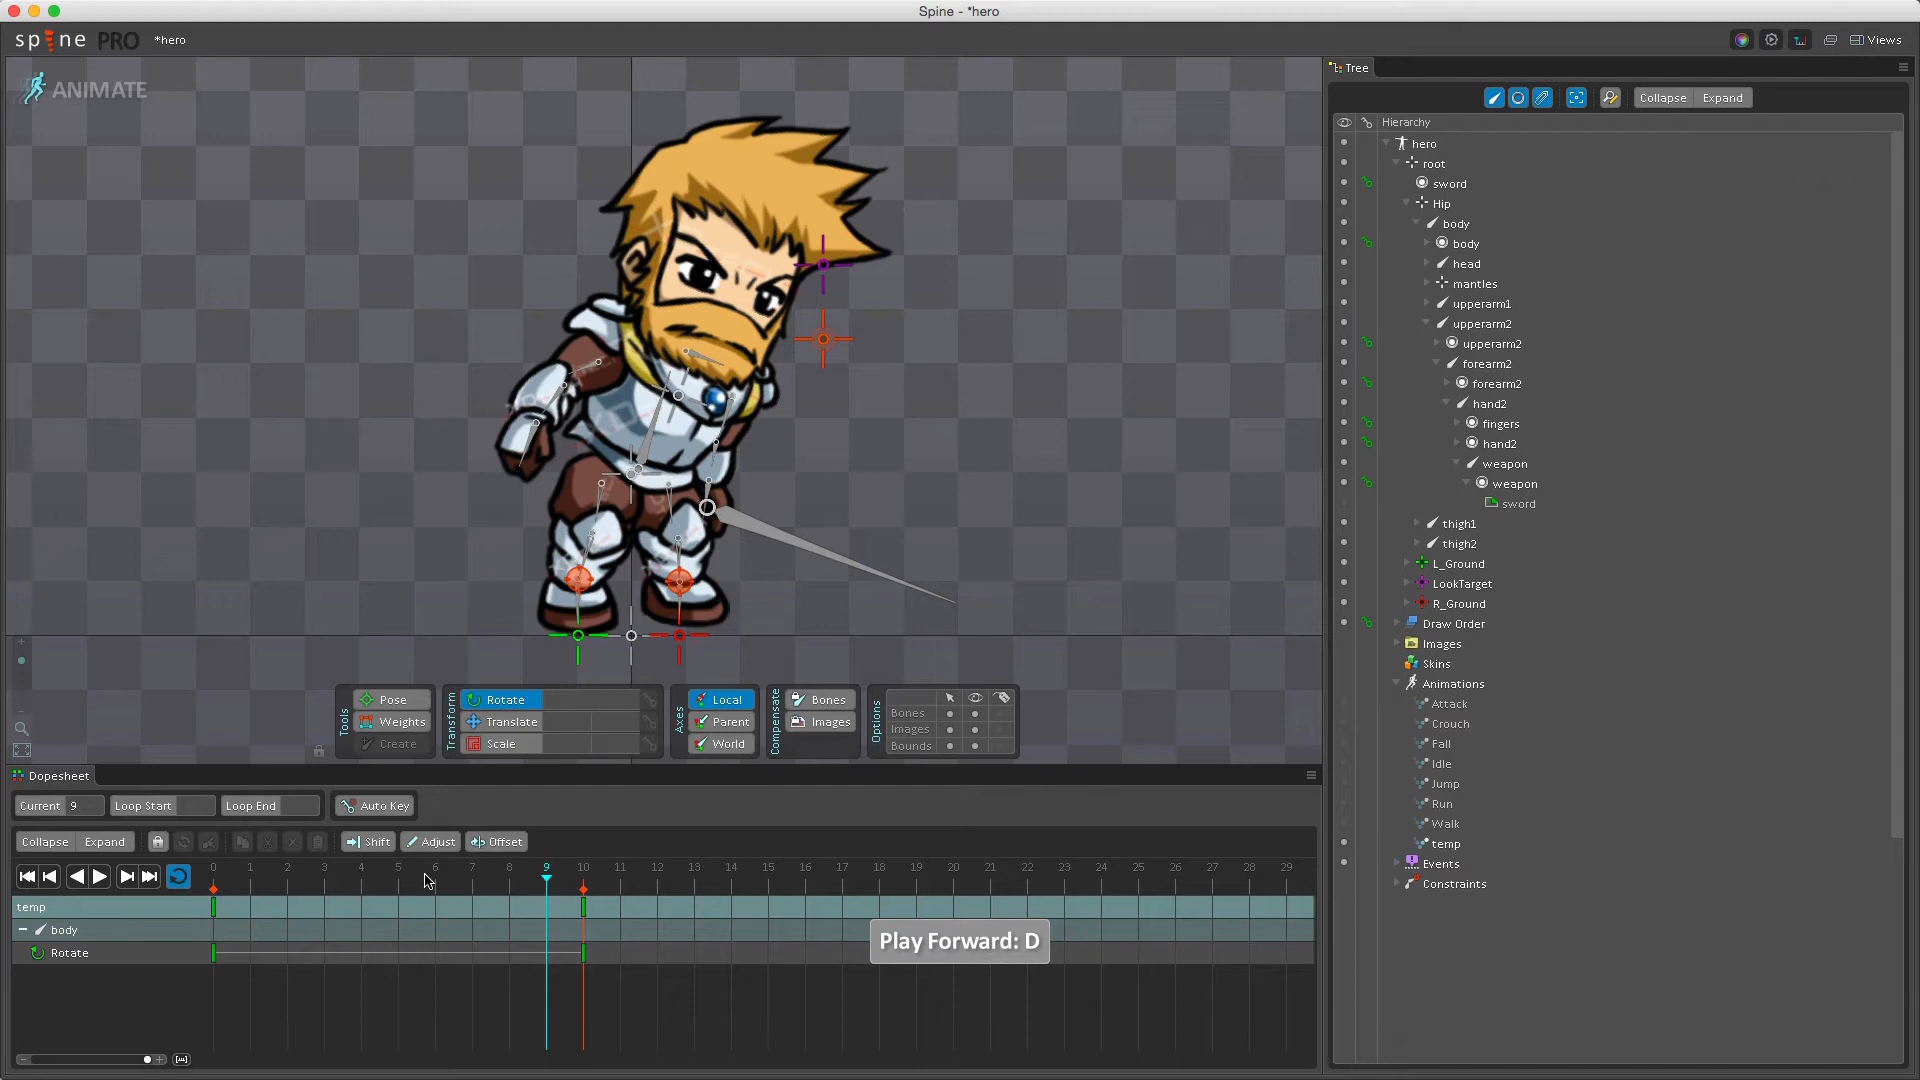 Spine - *hero
spine PRO *hero
Views
ANIMATE
Tree
Collapse Expand
Hierarchy
hero
root
sword
Hip
body
body
head
mantles
upperarm1
upperarm2
upperarm2
forearm2
forearm2
hand2
fingers
hand2
weapon
weapon
sword
thigh1
thigh2
L_Ground
LookTarget
R_Ground
Draw Order
Images
Skins
Animations
Attack
Crouch
Fall
Idle
Jump
Run
Walk
temp
Events
Constraints
Tools
Pose
Weights
Create
Transform
Rotate
Translate
Scale
Axes
Local
Parent
World
Compensate
Bones
Images
Options
Bones
Images
Bounds
Dopesheet
Current 9 Loop Start Loop End Auto Key
Collapse Expand Shift Adjust Offset
0 1 2 3 4 5 6 7 8 9 10 11 12 13 14 15 16 17 18 19 20 21 22 23 24 25 26 27 28 29
temp
body
Rotate
Play Forward: D